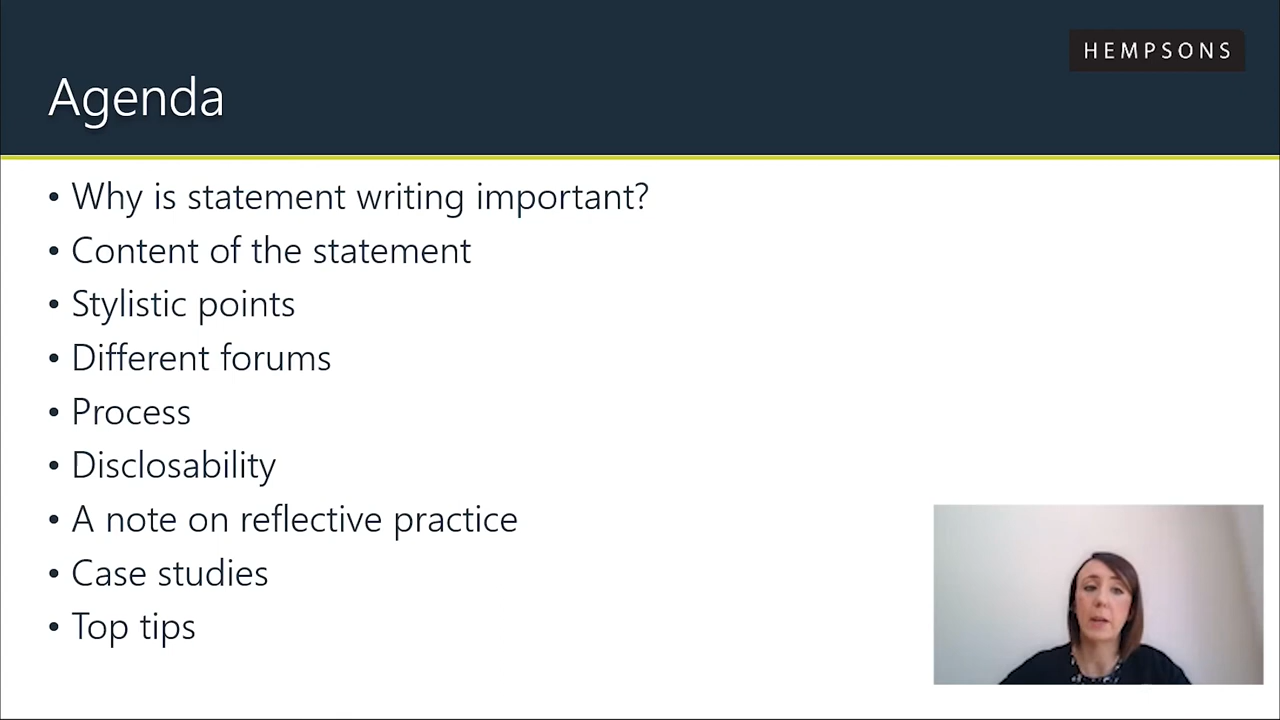 HEMPSONS
Agenda
• Why is statement writing important?
• Content of the statement
• Stylistic points
• Different forums
• Process
• Disclosability
• A note on reflective practice
• Case studies
• Top tips